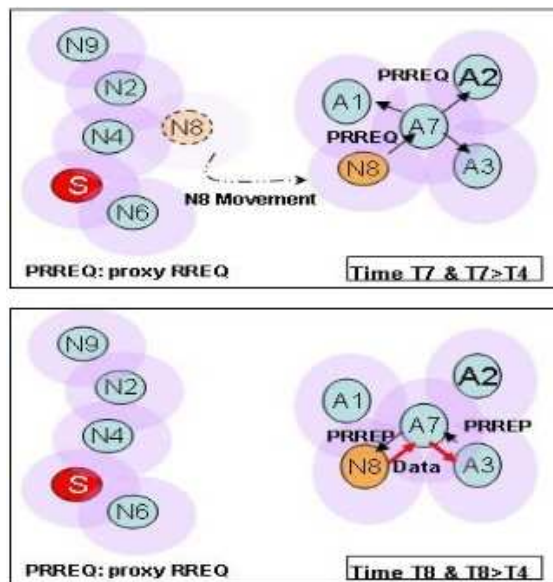 N9
N2
N4
N8
S
N6
N8 Movement
A1
PRREQ
A2
A7
PRREQ
N8
A3
PRREQ: proxy RREQ
Time T7 & T7>T4
N9
N2
N4
S
N6
A1
A2
A7
PRREP
PRREP
N8
Data
A3
PRREQ: proxy RREQ
Time T8 & T8>T4